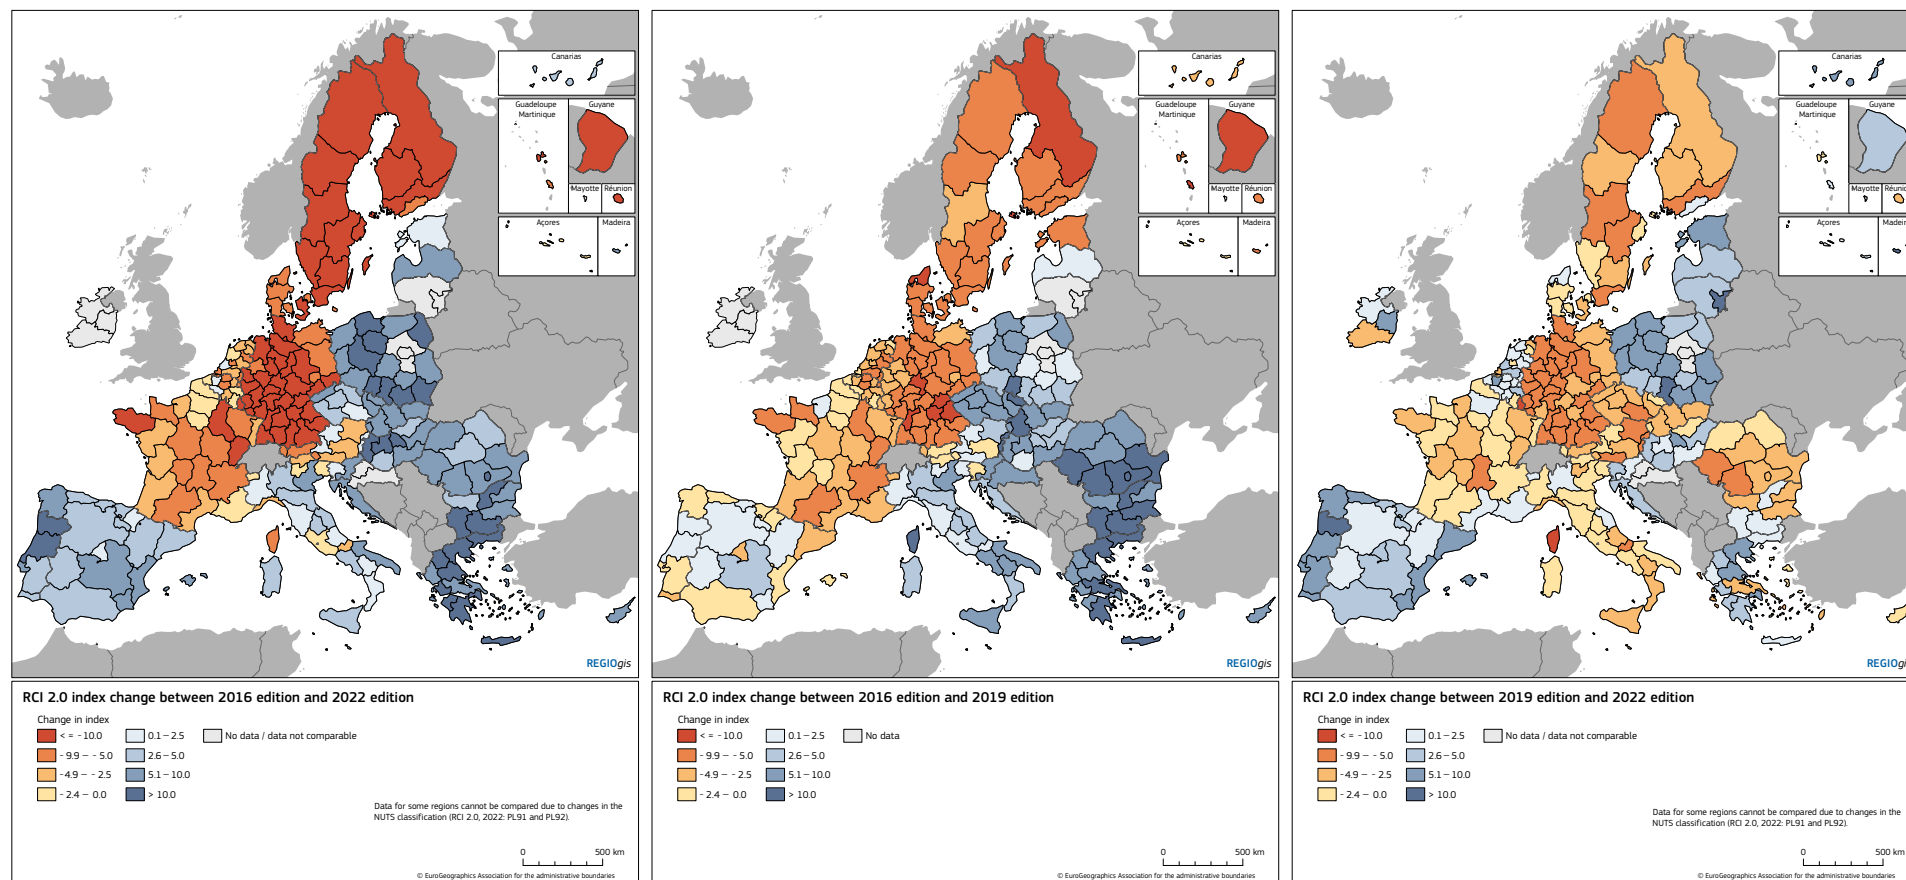 Canarias
Guadeloupe
Martinique
Guyane
Mayotte
Réunion
Açores
Madeira
REGIOgis
RCI 2.0 index change between 2016 edition and 2022 edition
Change in index
< = - 10.0
0.1 – 2.5
No data / data not comparable
- 9.9 – - 5.0
2.6 – 5.0
- 4.9 – - 2.5
5.1 – 10.0
- 2.4 – 0.0
> 10.0
Data for some regions cannot be compared due to changes in the
NUTS classification (RCI 2.0, 2022: PL91 and PL92).
0 500 km
© EuroGeographics Association for the administrative boundaries
Canarias
Guadeloupe
Martinique
Guyane
Mayotte
Réunion
Açores
Madeira
REGIOgis
RCI 2.0 index change between 2016 edition and 2019 edition
Change in index
< = - 10.0
0.1 – 2.5
No data
- 9.9 – - 5.0
2.6 – 5.0
- 4.9 – - 2.5
5.1 – 10.0
- 2.4 – 0.0
> 10.0
0 500 km
© EuroGeographics Association for the administrative boundaries
Canarias
Guadeloupe
Martinique
Guyane
Mayotte
Réunio
Açores
Madeir
REGIOgi
RCI 2.0 index change between 2019 edition and 2022 edition
Change in index
< = - 10.0
0.1 – 2.5
No data / data not comparable
- 9.9 – - 5.0
2.6 – 5.0
- 4.9 – - 2.5
5.1 – 10.0
- 2.4 – 0.0
> 10.0
Data for some regions cannot be compared due to changes in the
NUTS classification (RCI 2.0, 2022: PL91 and PL92).
0 500 km
© EuroGeographics Association for the administrative boundaries